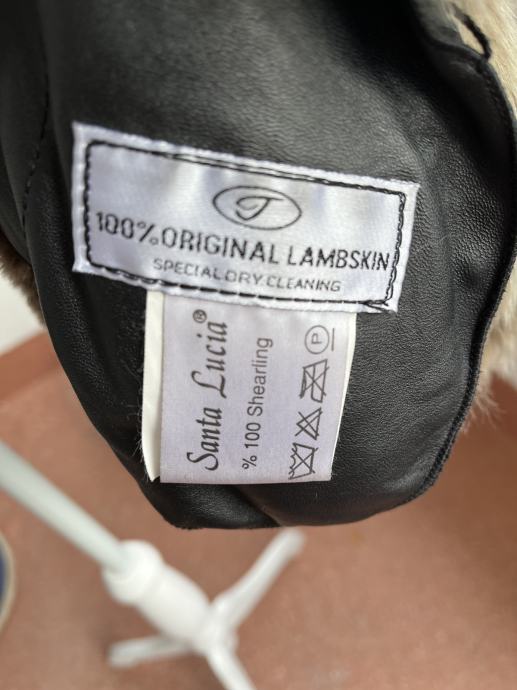 100% ORIGINAL LAMBSKIN
SPECIAL DRY CLEANING
Santa Lucia®
% 100 Shearling
P